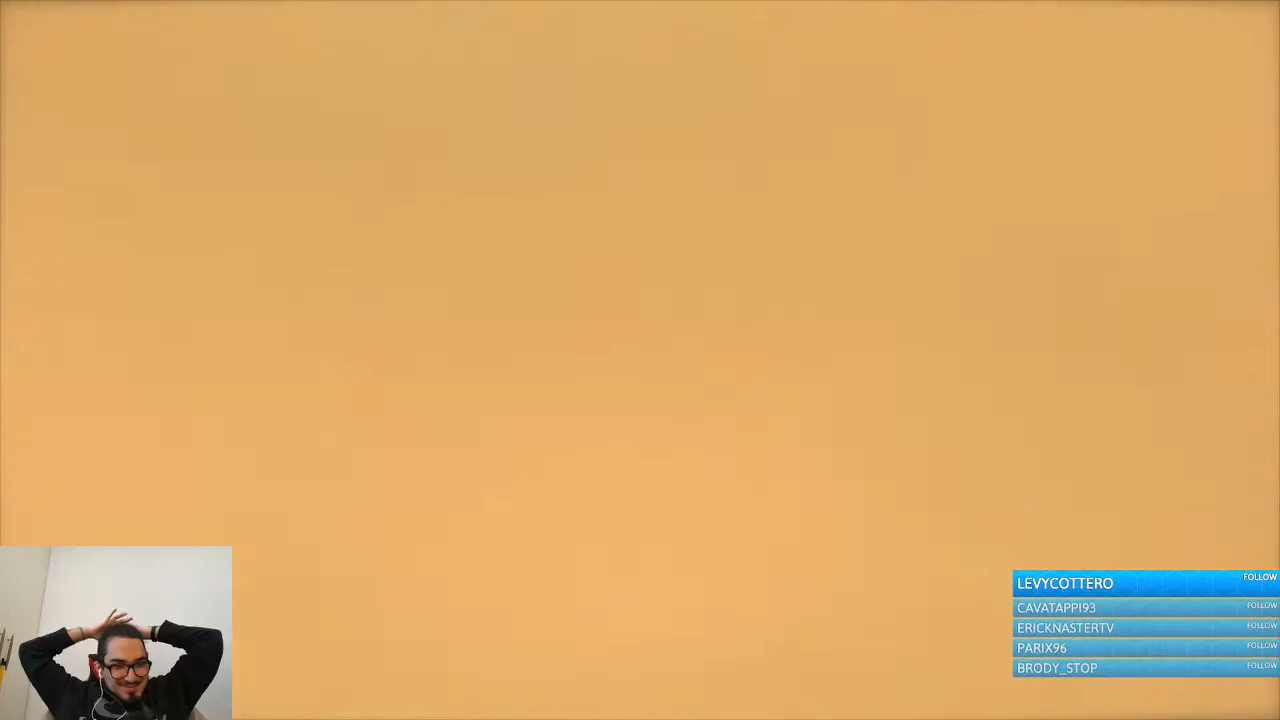 LEVYCOTTERO FOLLOW
CAVATAPPI93 FOLLOW
ERICKNASTERTV FOLLOW
PARIX96 FOLLOW
BRODY_STOP FOLLOW